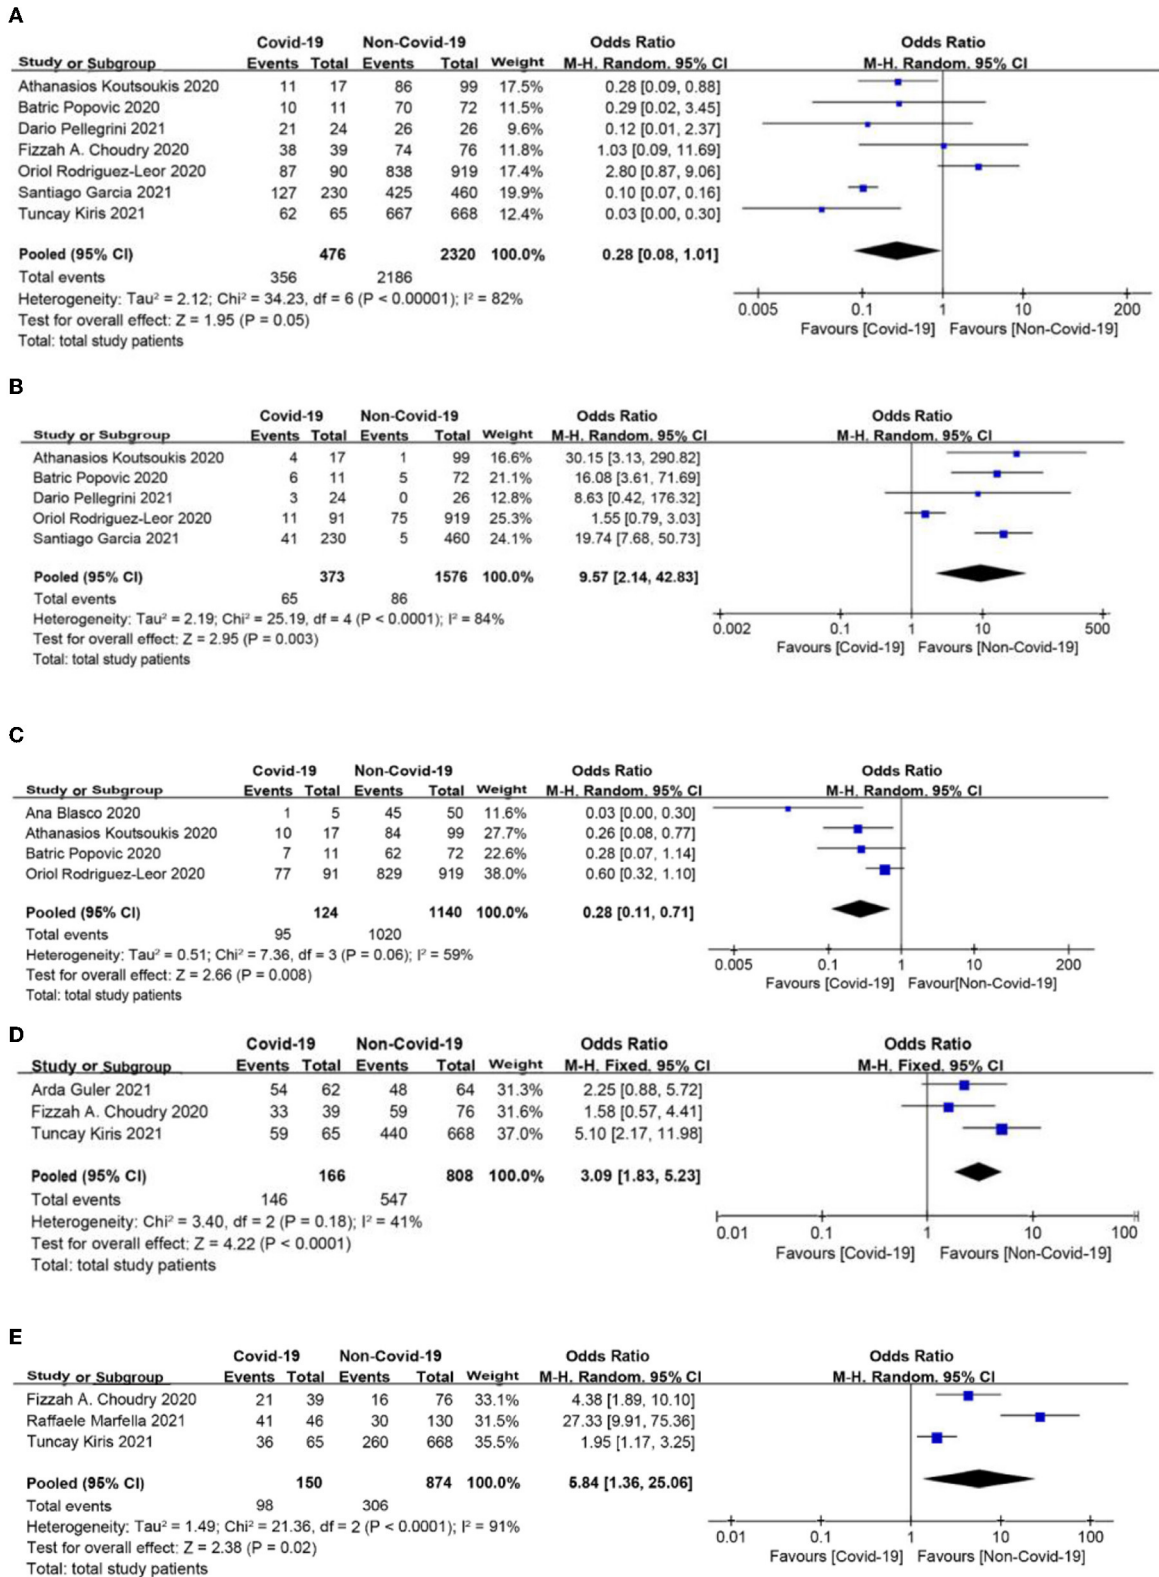 A
Covid-19 Non-Covid-19 Odds Ratio Odds Ratio
Study or Subgroup Events Total Events Total Weight M-H. Random. 95% CI M-H. Random. 95% CI
Athanasios Koutsoukis 2020 11 17 86 99 17.5% 0.28 [0.09, 0.88]
Batric Popovic 2020 10 11 70 72 11.5% 0.29 [0.02, 3.45]
Dario Pellegrini 2021 21 24 26 26 9.6% 0.12 [0.01, 2.37]
Fizzah A. Choudry 2020 38 39 74 76 11.8% 1.03 [0.09, 11.69]
Oriol Rodriguez-Leor 2020 87 90 838 919 17.4% 2.80 [0.87, 9.06]
Santiago Garcia 2021 127 230 425 460 19.9% 0.10 [0.07, 0.16]
Tuncay Kiris 2021 62 65 667 668 12.4% 0.03 [0.00, 0.30]
Pooled (95% CI) 476 2320 100.0% 0.28 [0.08, 1.01]
Total events 356 2186
Heterogeneity: Tau² = 2.12; Chi² = 34.23, df = 6 (P < 0.00001); I² = 82%
Test for overall effect: Z = 1.95 (P = 0.05)
Total: total study patients
0.005 0.1 1 10 200
Favours [Covid-19] Favours [Non-Covid-19]
B
Covid-19 Non-Covid-19 Odds Ratio Odds Ratio
Study or Subgroup Events Total Events Total Weight M-H. Random. 95% CI M-H. Random. 95% CI
Athanasios Koutsoukis 2020 4 17 1 99 16.6% 30.15 [3.13, 290.82]
Batric Popovic 2020 6 11 5 72 21.1% 16.08 [3.61, 71.69]
Dario Pellegrini 2021 3 24 0 26 12.8% 8.63 [0.42, 176.32]
Oriol Rodriguez-Leor 2020 11 91 75 919 25.3% 1.55 [0.79, 3.03]
Santiago Garcia 2021 41 230 5 460 24.1% 19.74 [7.68, 50.73]
Pooled (95% CI) 373 1576 100.0% 9.57 [2.14, 42.83]
Total events 65 86
Heterogeneity: Tau² = 2.19; Chi² = 25.19, df = 4 (P < 0.0001); I² = 84%
Test for overall effect: Z = 2.95 (P = 0.003)
Total: total study patients
0.002 0.1 1 10 500
Favours [Covid-19] Favours [Non-Covid-19]
C
Covid-19 Non-Covid-19 Odds Ratio Odds Ratio
Study or Subgroup Events Total Events Total Weight M-H. Random. 95% CI M-H. Random. 95% CI
Ana Blasco 2020 1 5 45 50 11.6% 0.03 [0.00, 0.30]
Athanasios Koutsoukis 2020 10 17 84 99 27.7% 0.26 [0.08, 0.77]
Batric Popovic 2020 7 11 62 72 22.6% 0.28 [0.07, 1.14]
Oriol Rodriguez-Leor 2020 77 91 829 919 38.0% 0.60 [0.32, 1.10]
Pooled (95% CI) 124 1140 100.0% 0.28 [0.11, 0.71]
Total events 95 1020
Heterogeneity: Tau² = 0.51; Chi² = 7.36, df = 3 (P = 0.06); I² = 59%
Test for overall effect: Z = 2.66 (P = 0.008)
Total: total study patients
0.005 0.1 1 10 200
Favours [Covid-19] Favour[Non-Covid-19]
D
Covid-19 Non-Covid-19 Odds Ratio Odds Ratio
Study or Subgroup Events Total Events Total Weight M-H. Fixed. 95% CI M-H. Fixed. 95% CI
Arda Guler 2021 54 62 48 64 31.3% 2.25 [0.88, 5.72]
Fizzah A. Choudry 2020 33 39 59 76 31.6% 1.58 [0.57, 4.41]
Tuncay Kiris 2021 59 65 440 668 37.0% 5.10 [2.17, 11.98]
Pooled (95% CI) 166 808 100.0% 3.09 [1.83, 5.23]
Total events 146 547
Heterogeneity: Chi² = 3.40, df = 2 (P = 0.18); I² = 41%
Test for overall effect: Z = 4.22 (P < 0.0001)
Total: total study patients
0.01 0.1 1 10 100
Favours [Covid-19] Favours [Non-Covid-19]
E
Covid-19 Non-Covid-19 Odds Ratio Odds Ratio
Study or Subgroup Events Total Events Total Weight M-H. Random. 95% CI M-H. Random. 95% CI
Fizzah A. Choudry 2020 21 39 16 76 33.1% 4.38 [1.89, 10.10]
Raffaele Marfella 2021 41 46 30 130 31.5% 27.33 [9.91, 75.36]
Tuncay Kiris 2021 36 65 260 668 35.5% 1.95 [1.17, 3.25]
Pooled (95% CI) 150 874 100.0% 5.84 [1.36, 25.06]
Total events 98 306
Heterogeneity: Tau² = 1.49; Chi² = 21.36, df = 2 (P < 0.0001); I² = 91%
Test for overall effect: Z = 2.38 (P = 0.02)
Total: total study patients
0.01 0.1 1 10 100
Favours [Covid-19] Favours [Non-Covid-19]